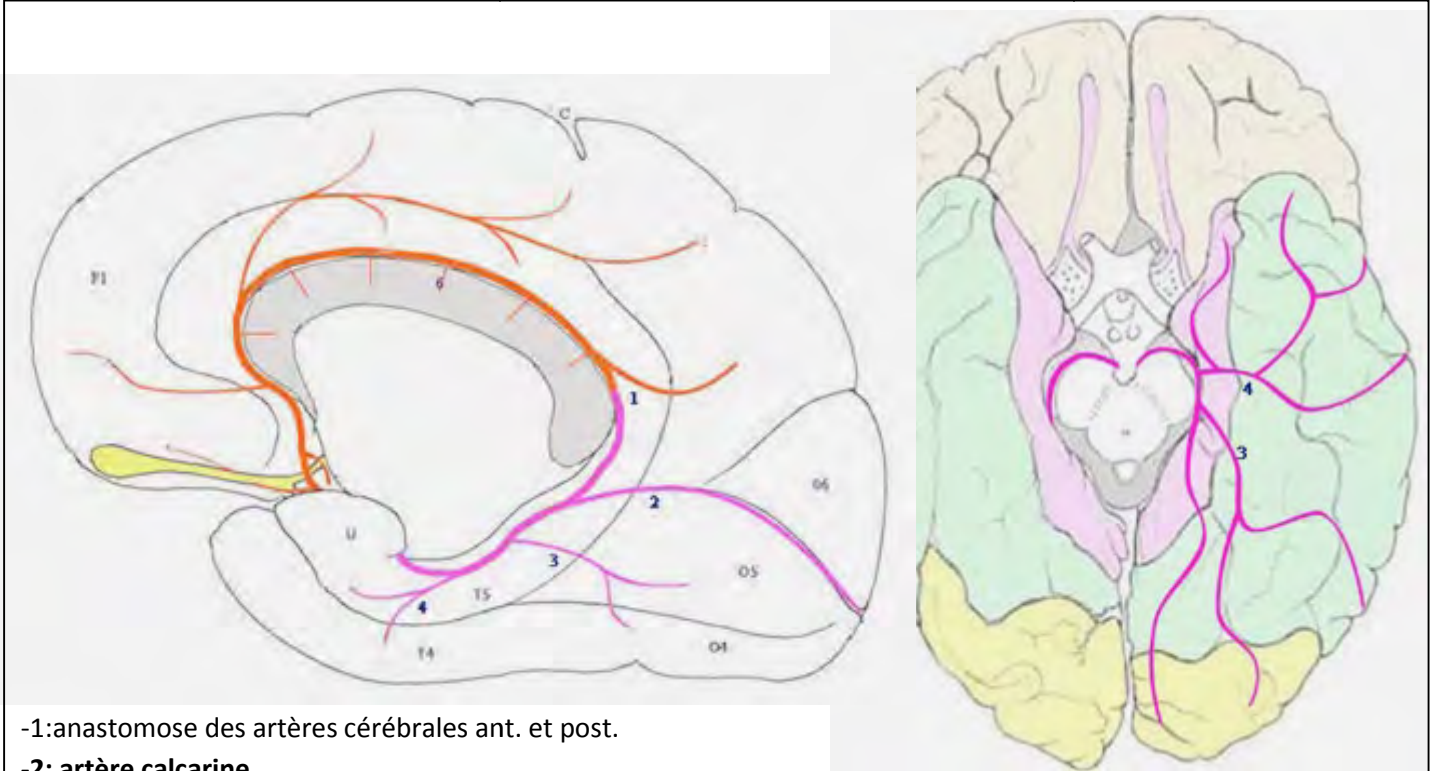 C
F1
6
1
2
O6
U
3
O5
T5
4
T4
O4
4
3
-1:anastomose des artères cérébrales ant. et post.
-2: artère calcarine